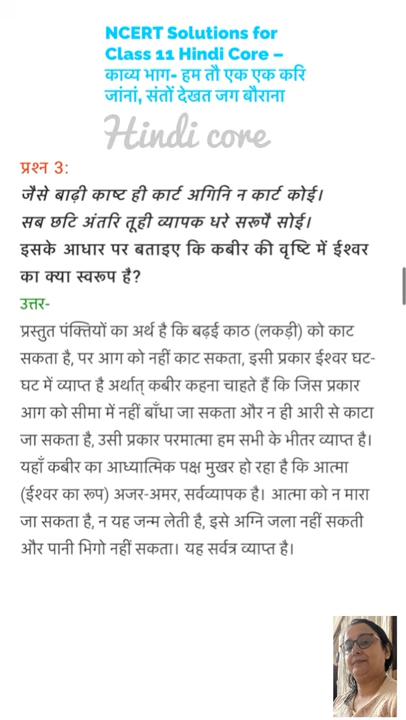 NCERT Solutions for
Class 11 Hindi Core –
काव्य भाग- हम तौ एक एक करि
जांनां, संतों देखत जग बौराना
Hindi core
प्रश्न 3:
जैसे बाढ़ी काष्ट ही कार्ट अगिनि न कार्ट कोई।
सब छटि अंतरि तूही व्यापक धरे सरूपै सोई।
इसके आधार पर बताइए कि कबीर की वृष्टि में ईश्वर
का क्या स्वरूप है?
उत्तर-
प्रस्तुत पंक्तियों का अर्थ है कि बढ़ई काठ (लकड़ी) को काट
सकता है, पर आग को नहीं काट सकता, इसी प्रकार ईश्वर घट-
घट में व्याप्त है अर्थात् कबीर कहना चाहते हैं कि जिस प्रकार
आग को सीमा में नहीं बाँधा जा सकता और न ही आरी से काटा
जा सकता है, उसी प्रकार परमात्मा हम सभी के भीतर व्याप्त है।
यहाँ कबीर का आध्यात्मिक पक्ष मुखर हो रहा है कि आत्मा
(ईश्वर का रूप) अजर-अमर, सर्वव्यापक है। आत्मा को न मारा
जा सकता है, न यह जन्म लेती है, इसे अग्नि जला नहीं सकती
और पानी भिगो नहीं सकता। यह सर्वत्र व्याप्त है।